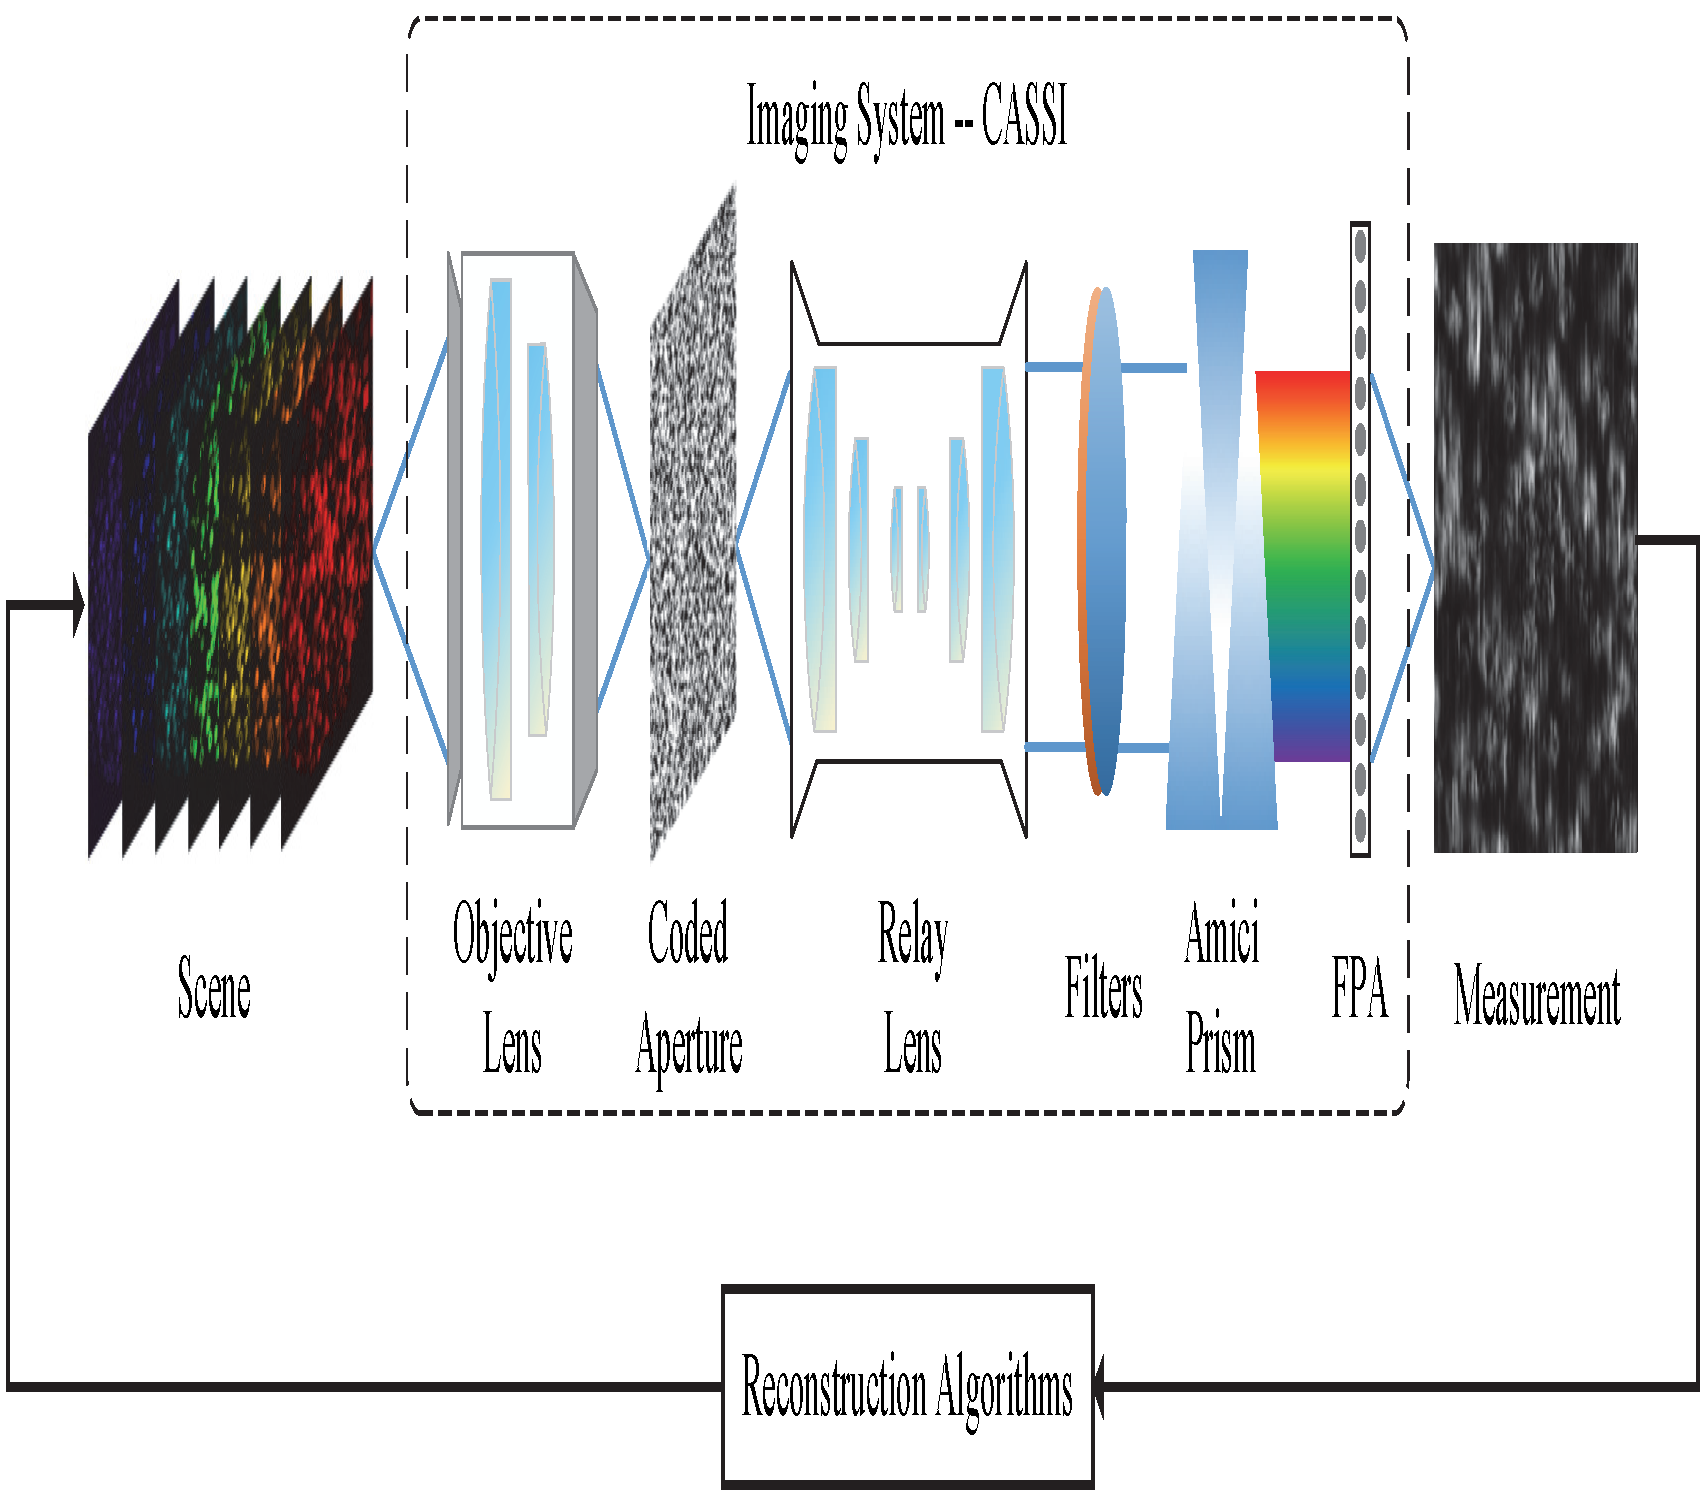 Imaging System -- CASSI
Scene
Objective
Lens
Coded
Aperture
Relay
Lens
Filters
Amici
Prism
FPA
Measurement
Reconstruction Algorithms